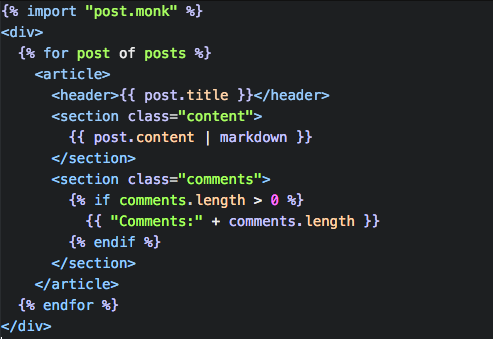 {% import "post.monk" %}
<div>
  {% for post of posts %}
    <article>
      <header>{{ post.title }}</header>
      <section class="content">
        {{ post.content | markdown }}
      </section>
      <section class="comments">
        {% if comments.length > 0 %}
          {{ "Comments:" + comments.length }}
        {% endif %}
      </section>
    </article>
  {% endfor %}
</div>